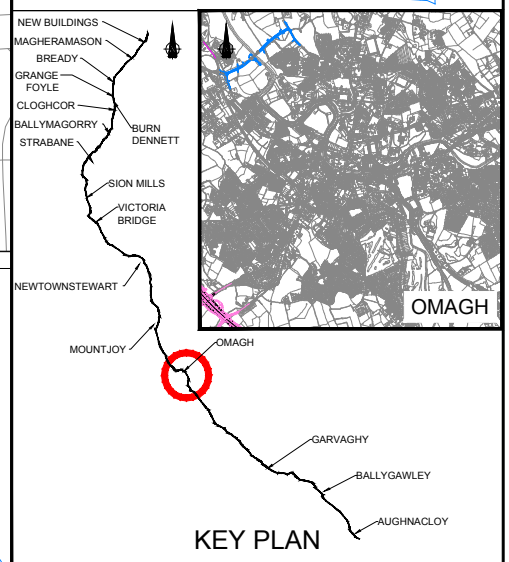 NEW BUILDINGS
MAGHERAMASON
BREADY
GRANGE
FOYLE
CLOGHCOR
BALLYMAGORRY
BURN
DENNETT
STRABANE
SION MILLS
VICTORIA
BRIDGE
NEWTOWNSTEWART
OMAGH
MOUNTJOY
OMAGH
GARVAGHY
BALLYGAWLEY
AUGHNACLOY
KEY PLAN